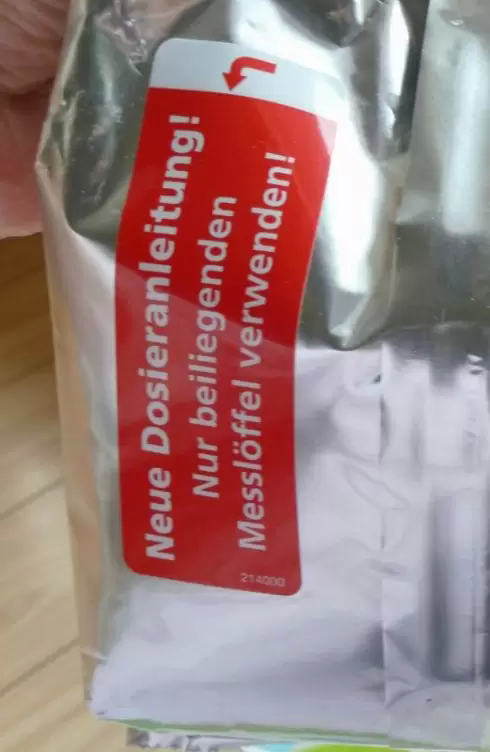 Neue Dosieranleitung!
Nur beiliegenden
Messlöffel verwenden!
214000